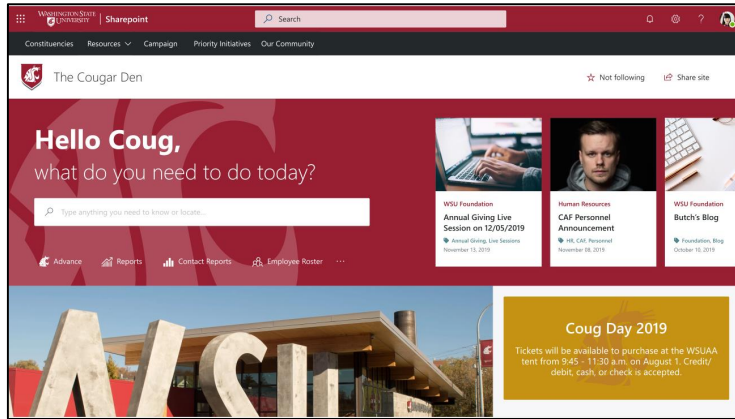 WASHINGTON STATE
UNIVERSITY
Sharepoint
Search
?
Constituencies Resources Campaign Priority Initiatives Our Community
The Cougar Den
Not following Share site
Hello Coug,
what do you need to do today?
Type anything you need to know or locate...
Advance Reports Contact Reports Employee Roster ...
WSU Foundation
Annual Giving Live
Session on 12/05/2019
Annual Giving, Live Sessions
November 13, 2019
Human Resources
CAF Personnel
Announcement
HR, CAF, Personnel
November 08, 2019
WSU Foundation
Butch's Blog
Foundation, Blog
October 10, 2019
WSU
Coug Day 2019
Tickets will be available to purchase at the WSUAA
tent from 9:45 - 11:30 a.m. on August 1. Credit/
debit, cash, or check is accepted.